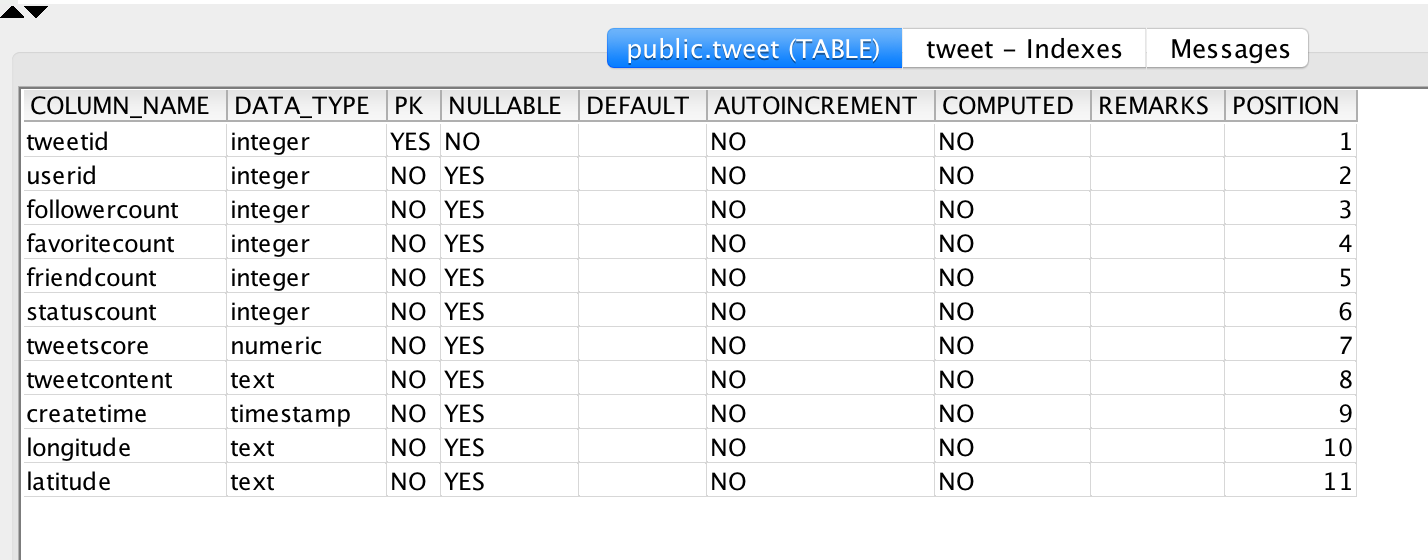 public.tweet (TABLE) tweet – Indexes Messages
COLUMN_NAME DATA_TYPE PK NULLABLE DEFAULT AUTOINCREMENT COMPUTED REMARKS POSITION
tweetid integer YES NO NO NO 1
userid integer NO YES NO NO 2
followercount integer NO YES NO NO 3
favoritecount integer NO YES NO NO 4
friendcount integer NO YES NO NO 5
statuscount integer NO YES NO NO 6
tweetscore numeric NO YES NO NO 7
tweetcontent text NO YES NO NO 8
createtime timestamp NO YES NO NO 9
longitude text NO YES NO NO 10
latitude text NO YES NO NO 11